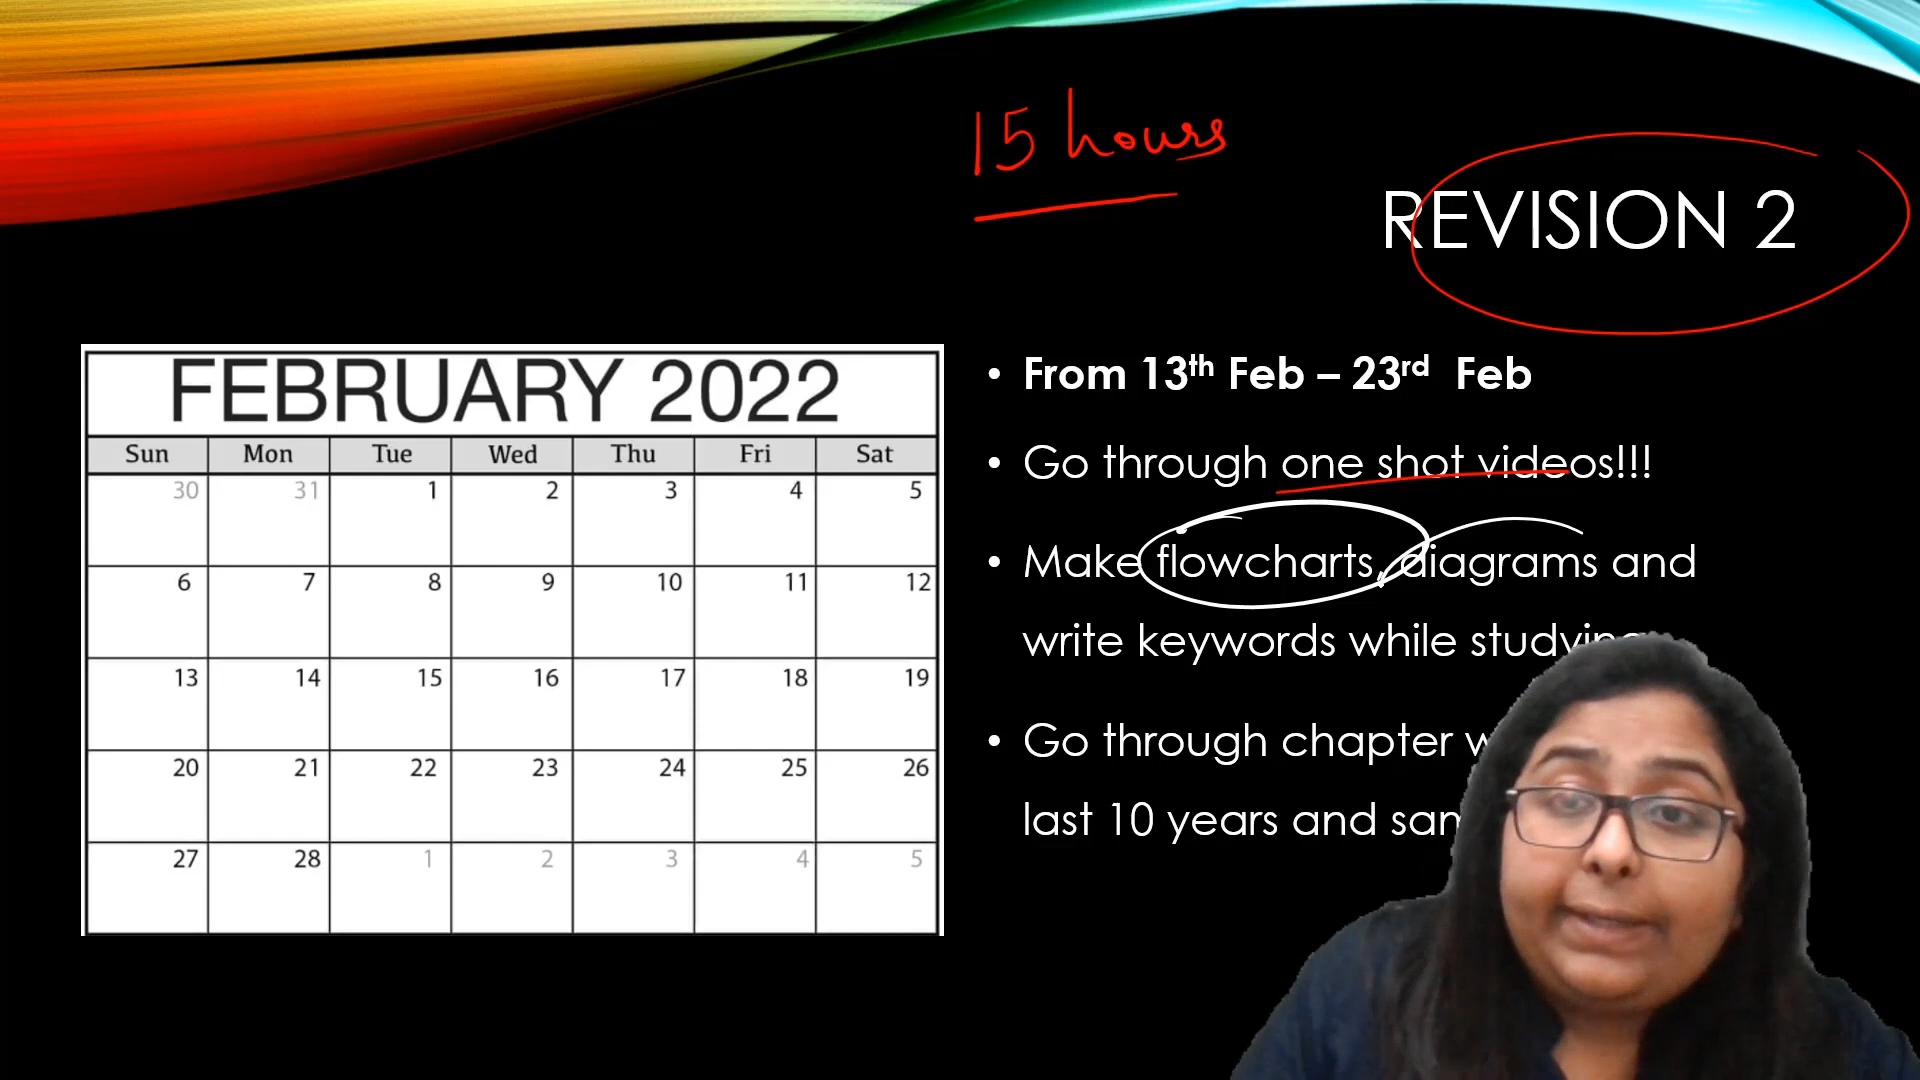 15 hours
REVISION 2
FEBRUARY 2022
Sun Mon Tue Wed Thu Fri Sat
30 31 1 2 3 4 5
6 7 8 9 10 11 12
13 14 15 16 17 18 19
20 21 22 23 24 25 26
27 28 1 2 3 4 5
• From 13th Feb – 23rd Feb
• Go through one shot videos!!!
• Make flowcharts, diagrams and
write keywords while studying
• Go through chapter
last 10 years and